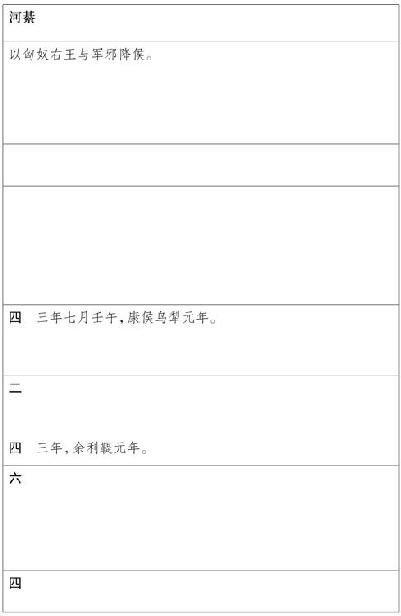 河綦
以匈奴右王与军邪降侯。
四 三年七月壬午，康侯乌犁元年。
二
四 三年，余利鞮元年。
六
四